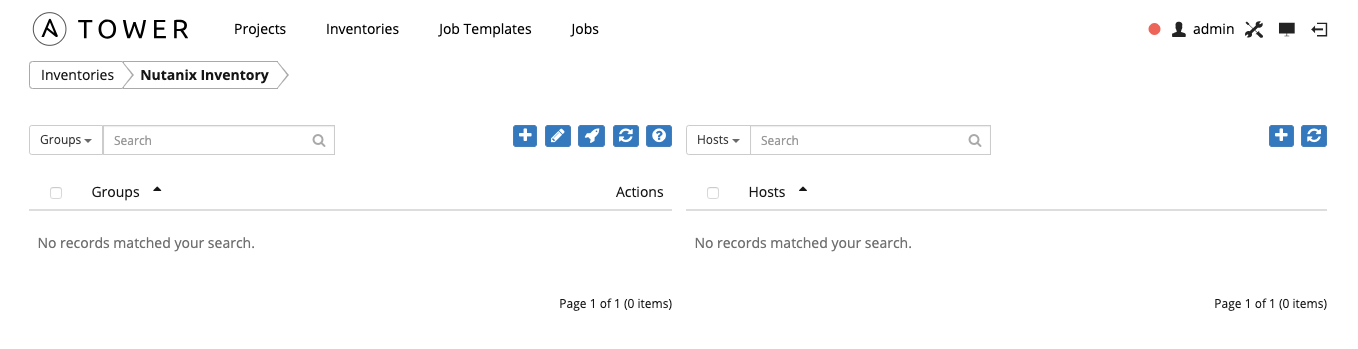 TOWER Projects Inventories Job Templates Jobs admin
Inventories Nutanix Inventory
Groups Search Hosts Search
Groups Actions Hosts
No records matched your search. No records matched your search.
Page 1 of 1 (0 items) Page 1 of 1 (0 items)